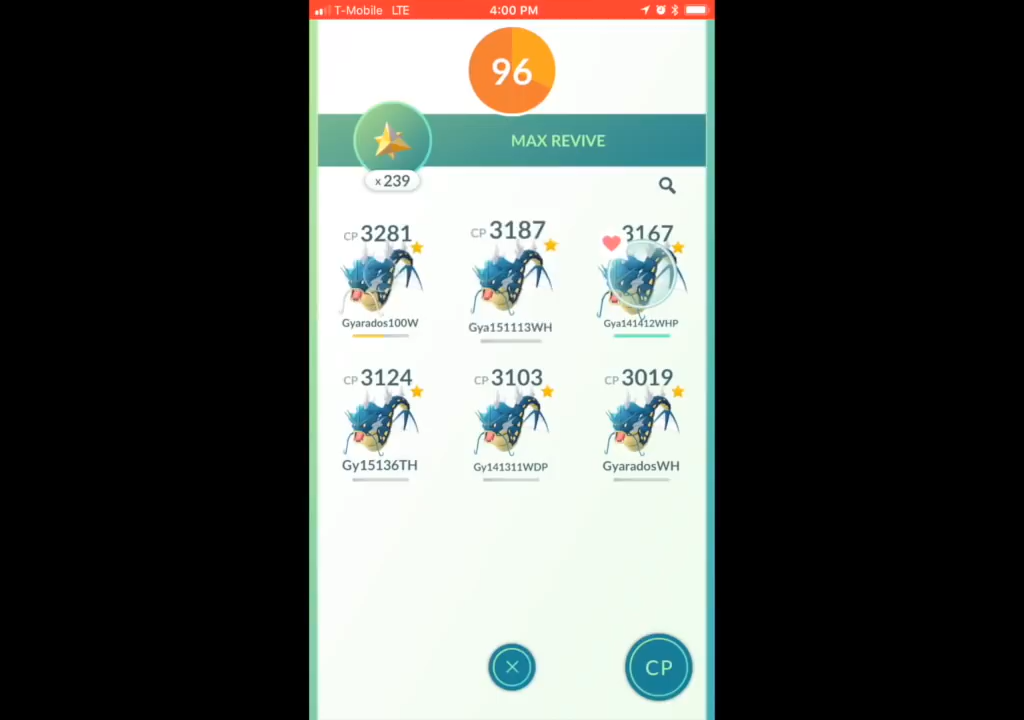 T-Mobile LTE 4:00 PM
96
MAX REVIVE
x239
CP 3281
CP 3187
3167
Gyarados100W
Gya151113WH
Gya141412WHP
CP 3124
CP 3103
CP 3019
Gy15136TH
Gy141311WDP
GyaradosWH
CP